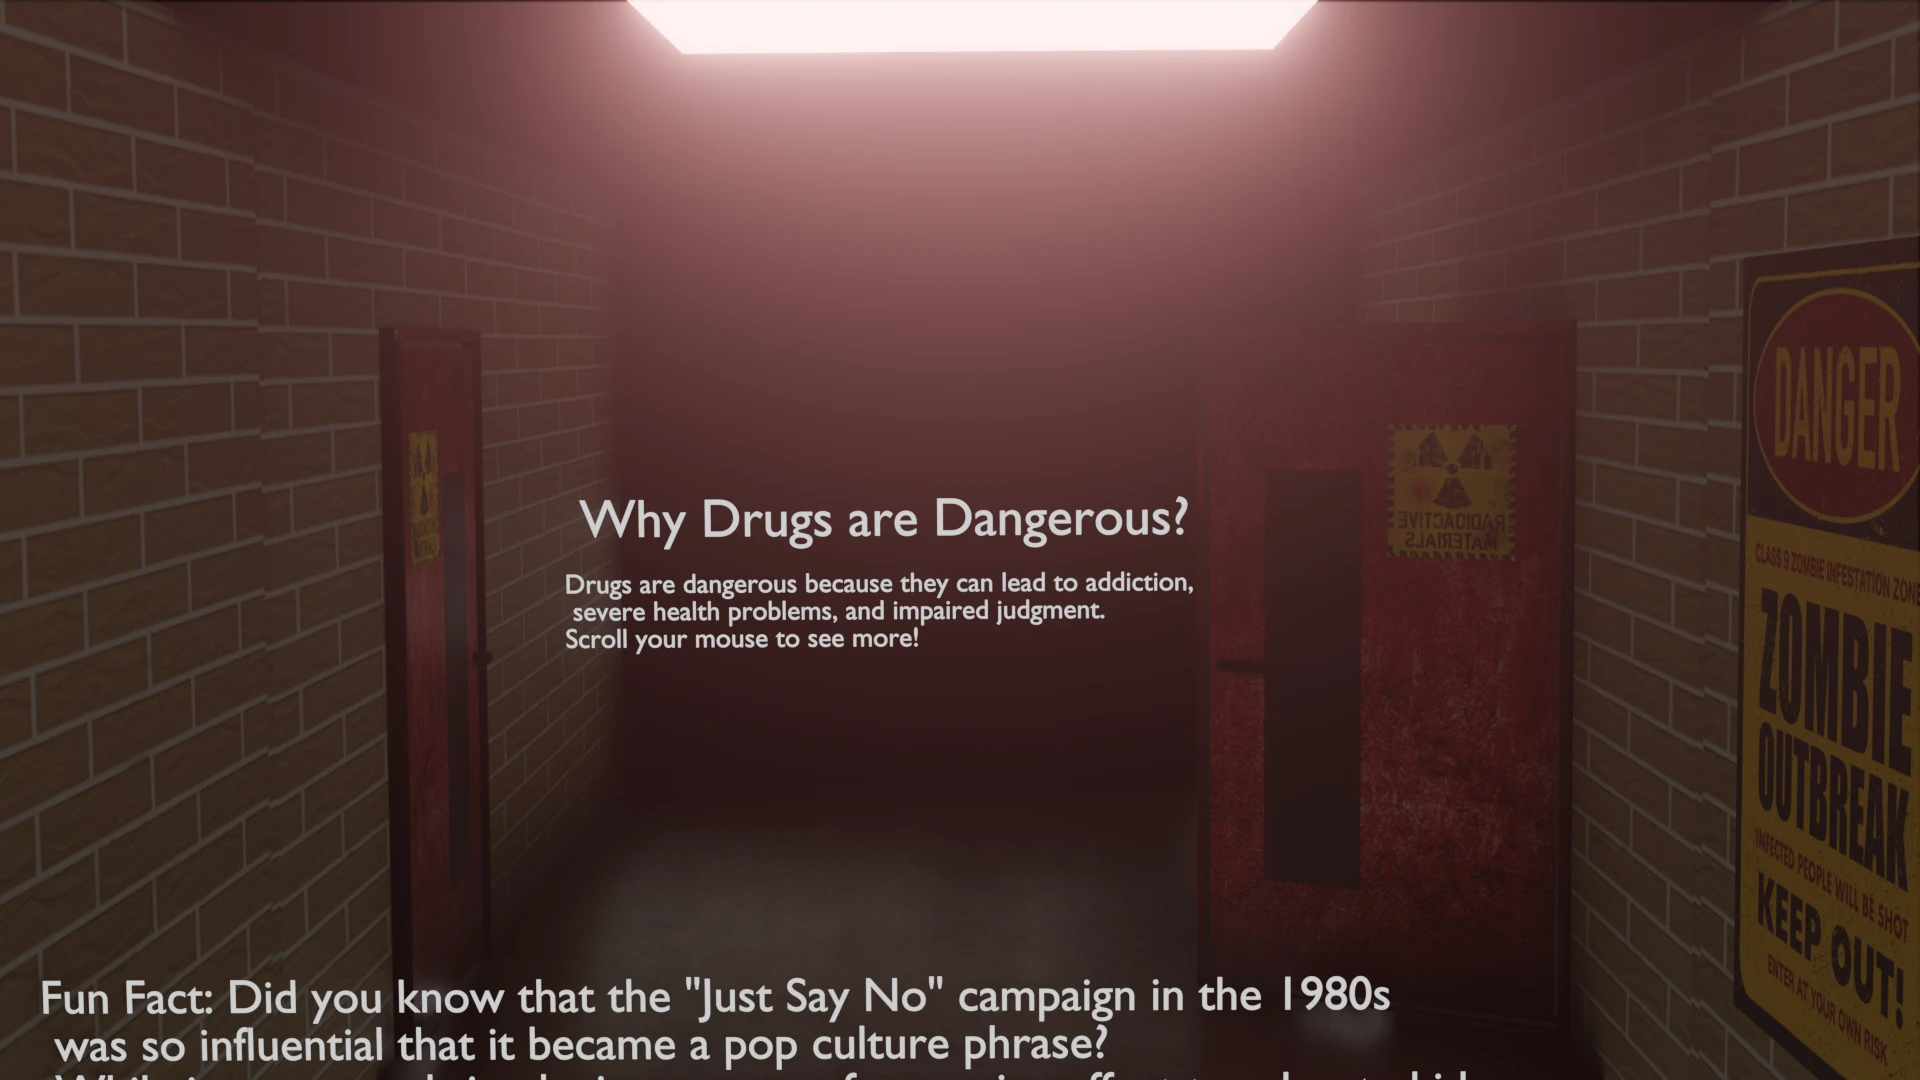 Why Drugs are Dangerous?
Drugs are dangerous because they can lead to addiction,
severe health problems, and impaired judgment.
Scroll your mouse to see more!
RADIOACTIVE
MATERIALS
DANGER
CLASS 9 ZOMBIE INFESTATION ZONE
ZOMBIE
OUTBREAK
INFECTED PEOPLE WILL BE SHOT
KEEP OUT!
ENTER AT YOUR OWN RISK
Fun Fact: Did you know that the "Just Say No" campaign in the 1980s
was so influential that it became a pop culture phrase?